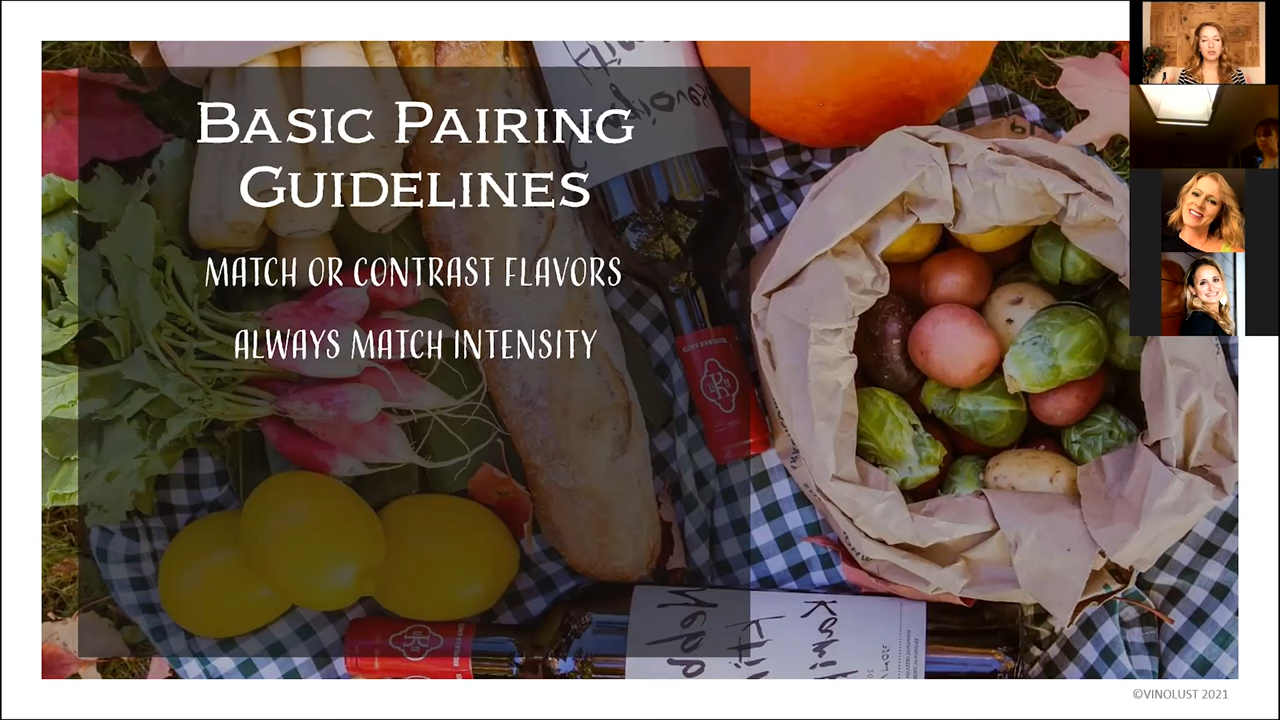 BASIC PAIRING
GUIDELINES
MATCH OR CONTRAST FLAVORS
ALWAYS MATCH INTENSITY
©VINOLUST 2021